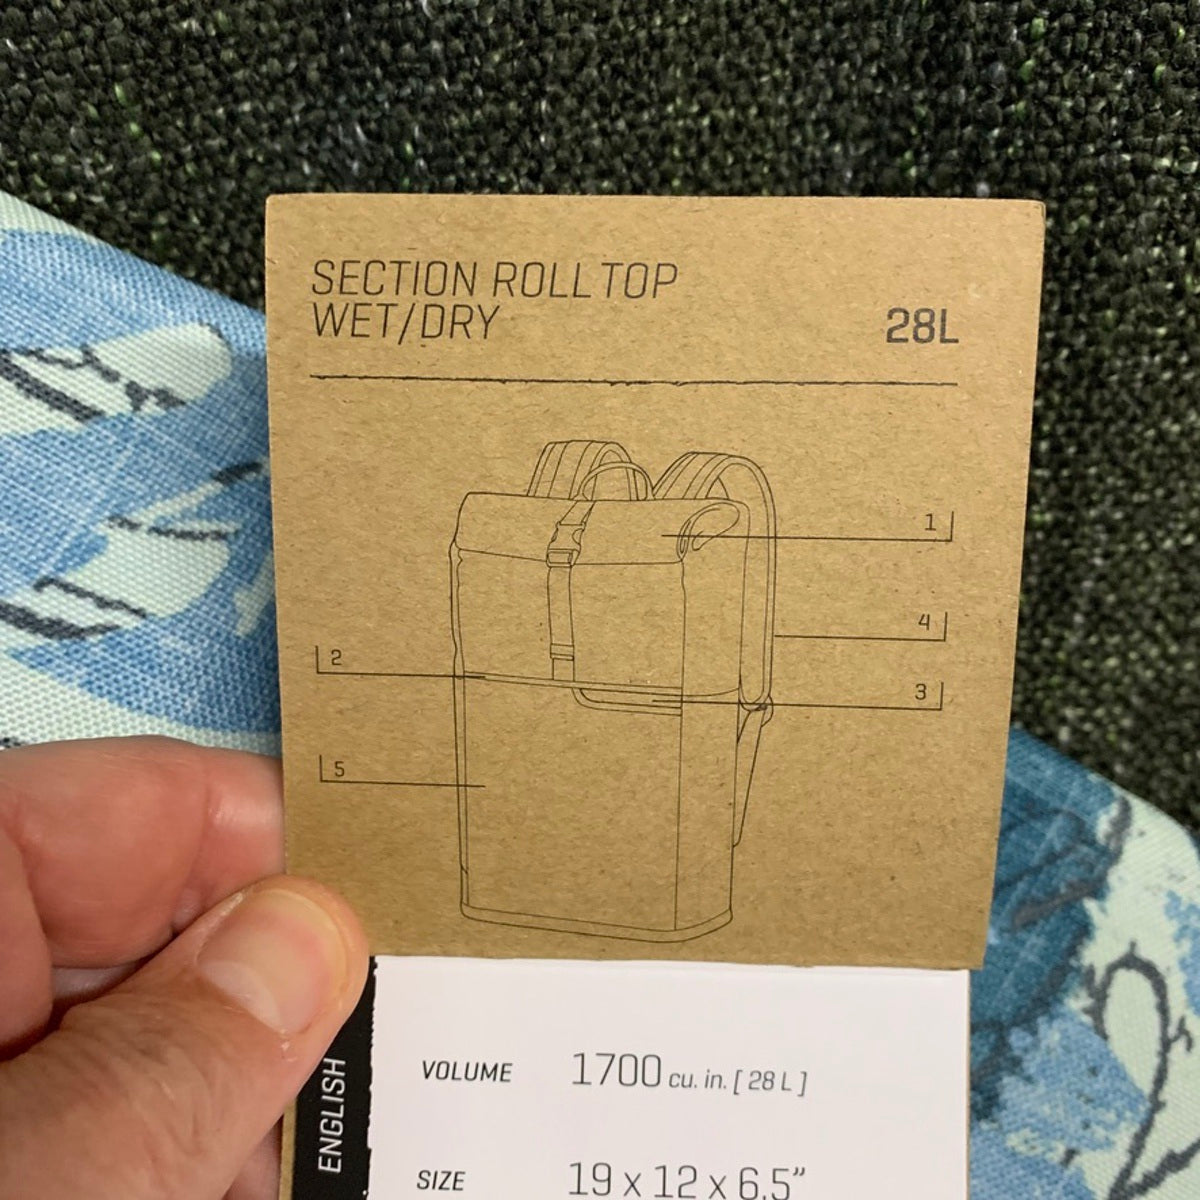 SECTION ROLL TOP
WET/DRY
28L
1
4
2
3
5
ENGLISH
VOLUME 1700 cu. in. [ 28 L ]
SIZE 19 x 12 x 6.5”